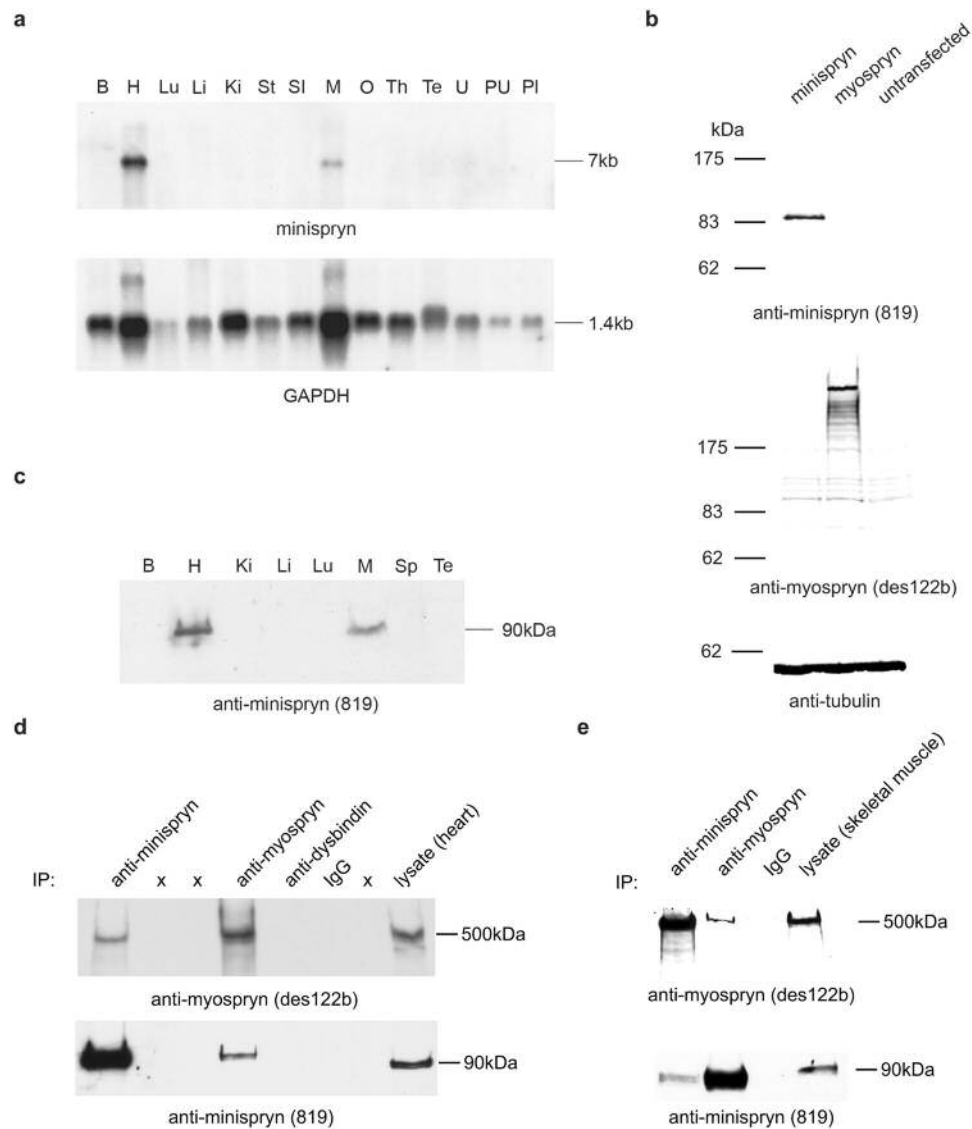 a
B H Lu Li Ki St SI M O Th Te U PU Pl
7kb
minispryn
1.4kb
GAPDH
b
minispryn myospryn untransfected
kDa
175
83
62
anti-minispryn (819)
175
83
62
anti-myospryn (des122b)
62
anti-tubulin
c
B H Ki Li Lu M Sp Te
90kDa
anti-minispryn (819)
d
IP: anti-minispryn x x anti-myospryn anti-dysbindin IgG x lysate (heart)
500kDa
anti-myospryn (des122b)
90kDa
anti-minispryn (819)
e
IP: anti-minispryn anti-myospryn IgG lysate (skeletal muscle)
500kDa
anti-myospryn (des122b)
90kDa
anti-minispryn (819)